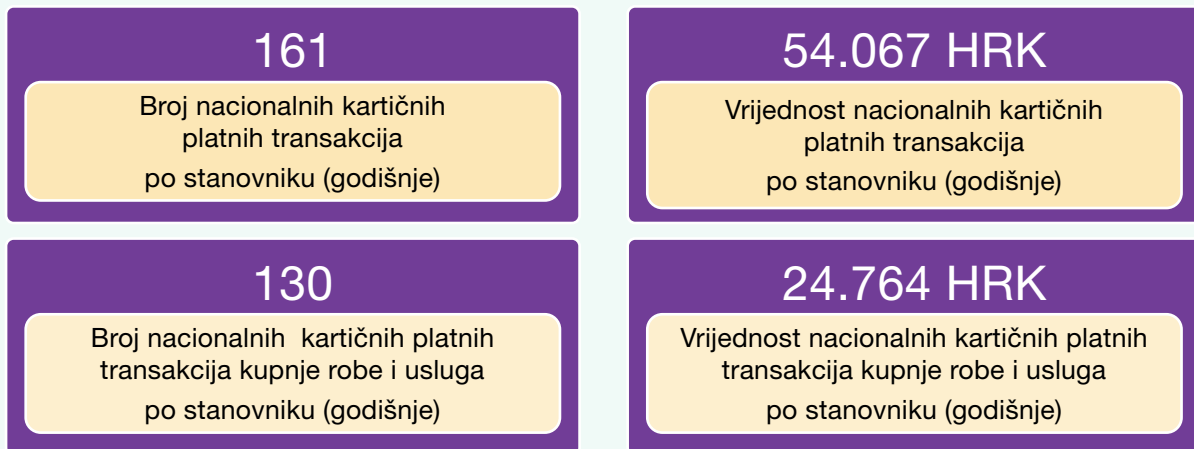 161
Broj nacionalnih kartičnih
platnih transakcija
po stanovniku (godišnje)
54.067 HRK
Vrijednost nacionalnih kartičnih
platnih transakcija
po stanovniku (godišnje)
130
Broj nacionalnih kartičnih platnih
transakcija kupnje robe i usluga
po stanovniku (godišnje)
24.764 HRK
Vrijednost nacionalnih kartičnih platnih
transakcija kupnje robe i usluga
po stanovniku (godišnje)